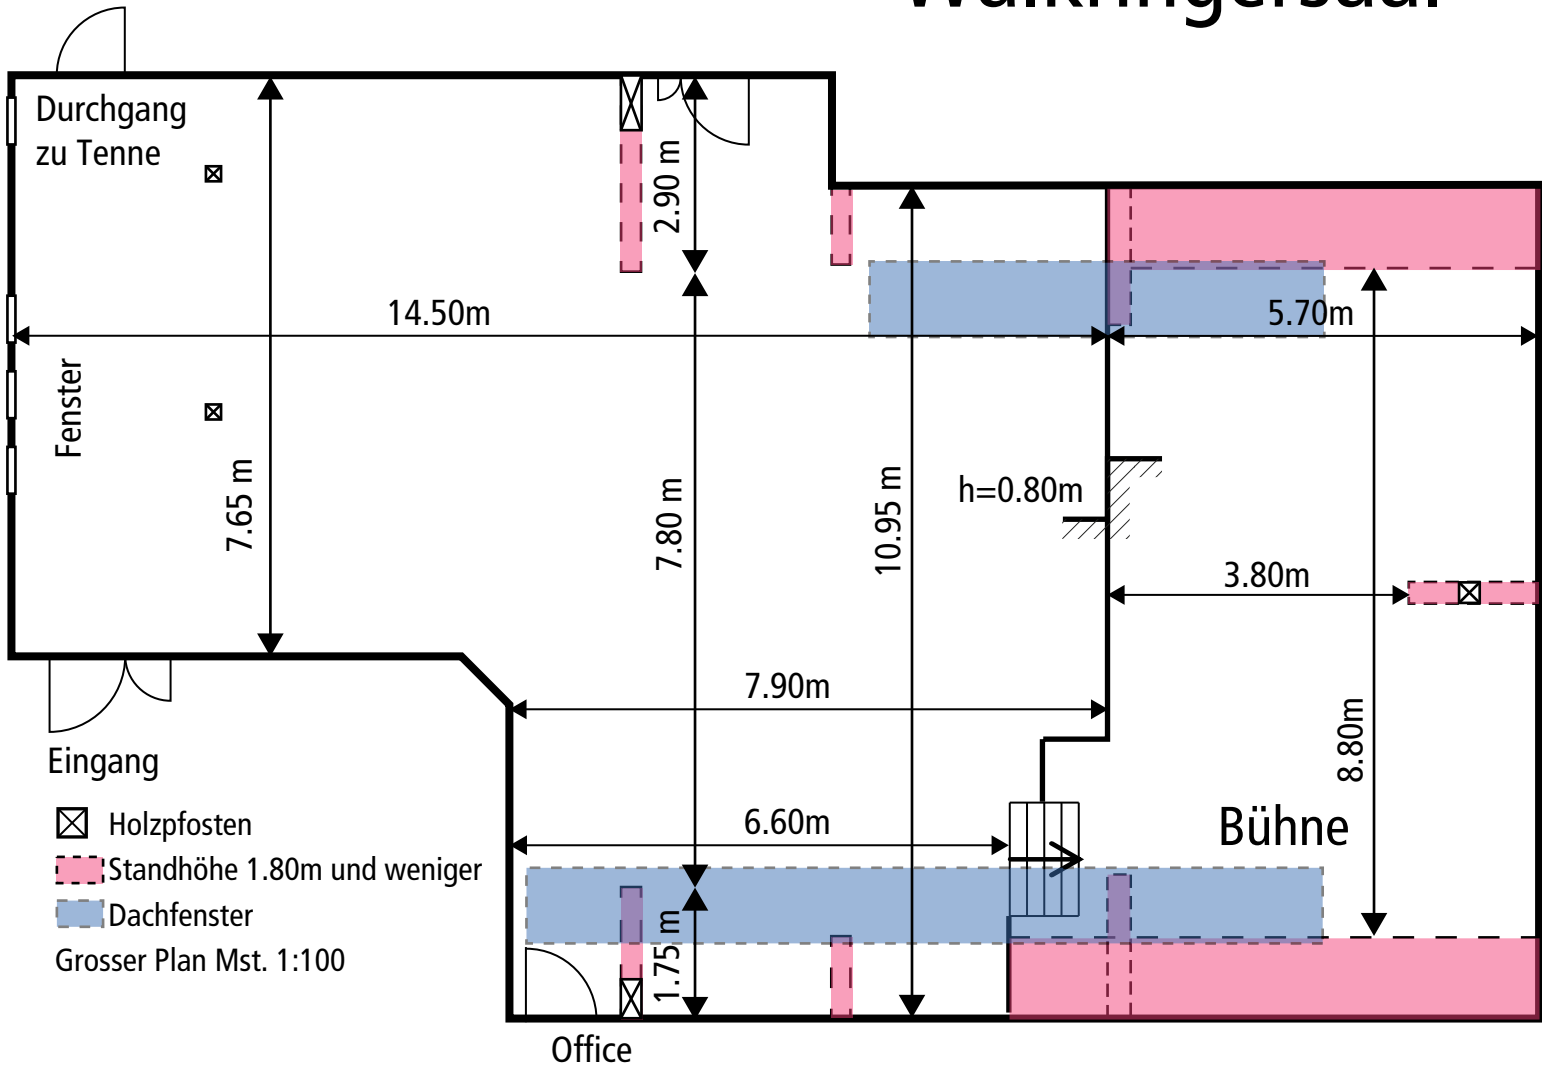 Durchgang
zu Tenne
2.90 m
14.50m
5.70m
Fenster
7.65 m
7.80 m
10.95 m
h=0.80m
3.80m
7.90m
8.80m
Eingang
6.60m
Bühne
Holzpfosten
Standhöhe 1.80m und weniger
Dachfenster
1.75 m
Grosser Plan Mst. 1:100
Office